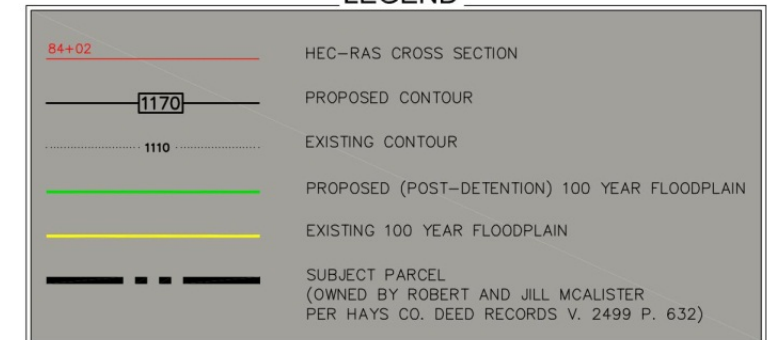 LEGEND
84+02
HEC-RAS CROSS SECTION
1170
PROPOSED CONTOUR
1110
EXISTING CONTOUR
PROPOSED (POST-DETENTION) 100 YEAR FLOODPLAIN
EXISTING 100 YEAR FLOODPLAIN
SUBJECT PARCEL
(OWNED BY ROBERT AND JILL MCALISTER
PER HAYS CO. DEED RECORDS V. 2499 P. 632)